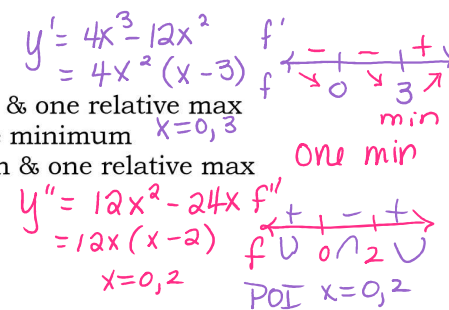 y' = 4x³ - 12x²
= 4x²(x - 3)
x = 0, 3
f' - - + 
f ↘ 0 ↘ 3 ↗
min
one min
& one relative max
minimum
& one relative max
y" = 12x² - 24x
= 12x(x - 2)
x = 0, 2
f" + - +
f ∪ 0 ∩ 2 ∪
POI x = 0, 2